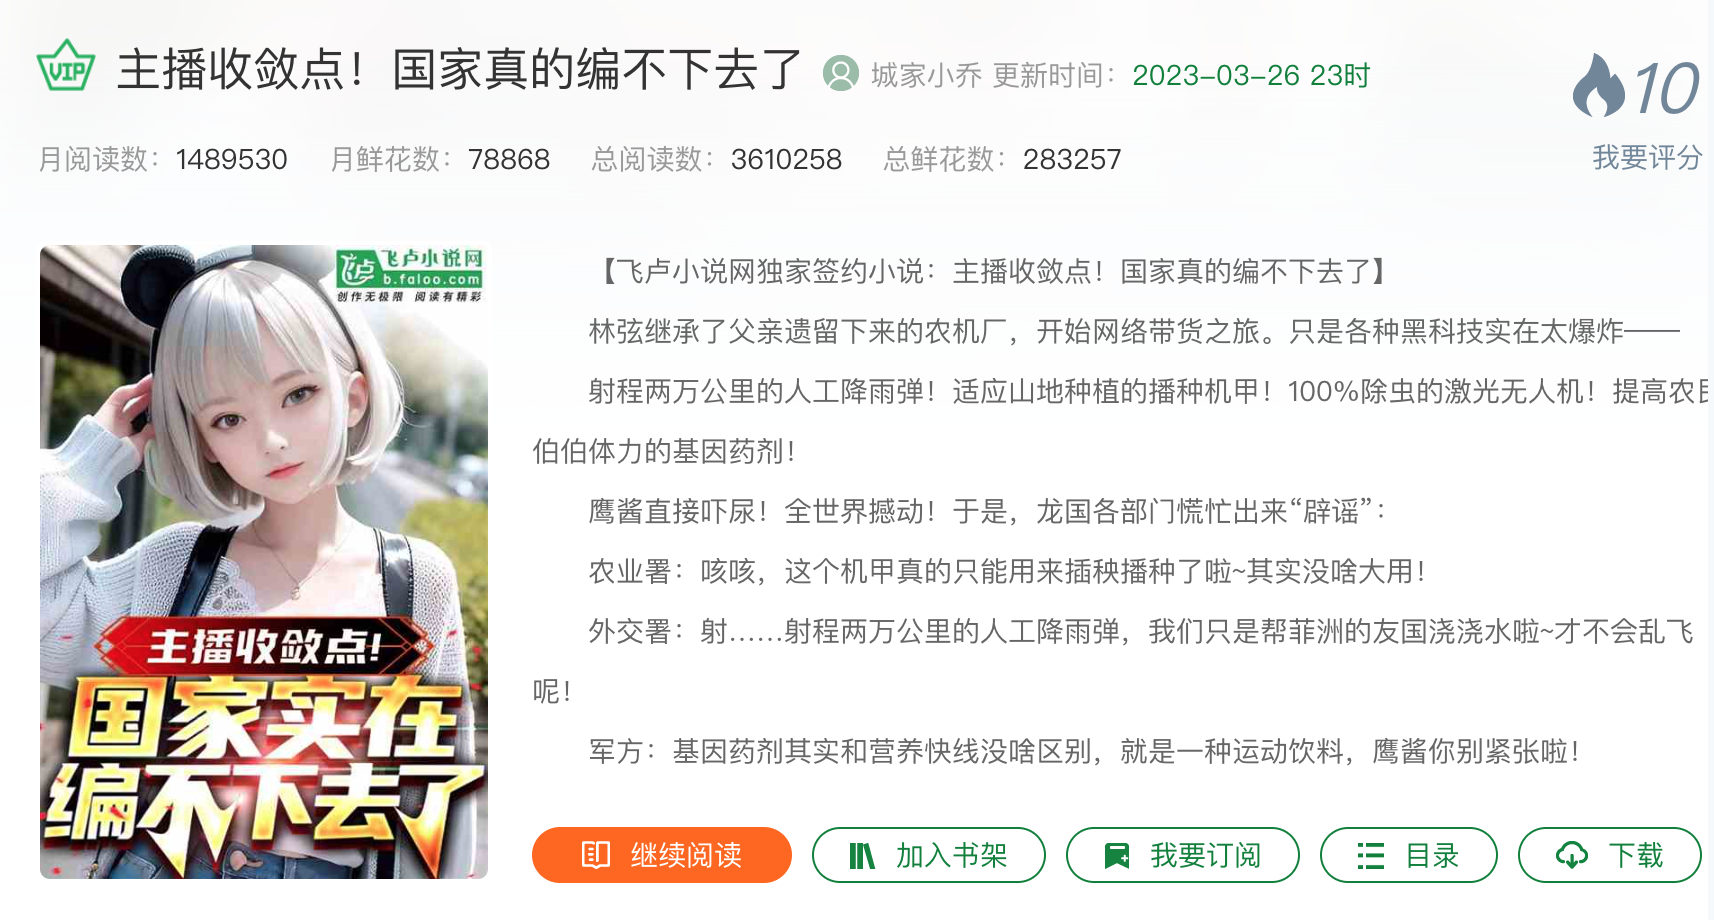 VIP 主播收敛点！国家真的编不下去了 城家小乔 更新时间：2023-03-26 23时
10
月阅读数：1489530 月鲜花数：78868 总阅读数：3610258 总鲜花数：283257
我要评分
飞卢 飞卢小说网
b.faloo.com
创作无极限 阅读有精彩
主播收敛点!
国家实在
编不下去了
【飞卢小说网独家签约小说：主播收敛点！国家真的编不下去了】
林弦继承了父亲遗留下来的农机厂，开始网络带货之旅。只是各种黑科技实在太爆炸——
射程两万公里的人工降雨弹！适应山地种植的播种机甲！100%除虫的激光无人机！提高农民
伯伯体力的基因药剂！
鹰酱直接吓尿！全世界撼动！于是，龙国各部门慌忙出来“辟谣”：
农业署：咳咳，这个机甲真的只能用来插秧播种了啦~其实没啥大用！
外交署：射……射程两万公里的人工降雨弹，我们只是帮菲洲的友国浇浇水啦~才不会乱飞
呢！
军方：基因药剂其实和营养快线没啥区别，就是一种运动饮料，鹰酱你别紧张啦！
继续阅读 加入书架 我要订阅 目录 下载